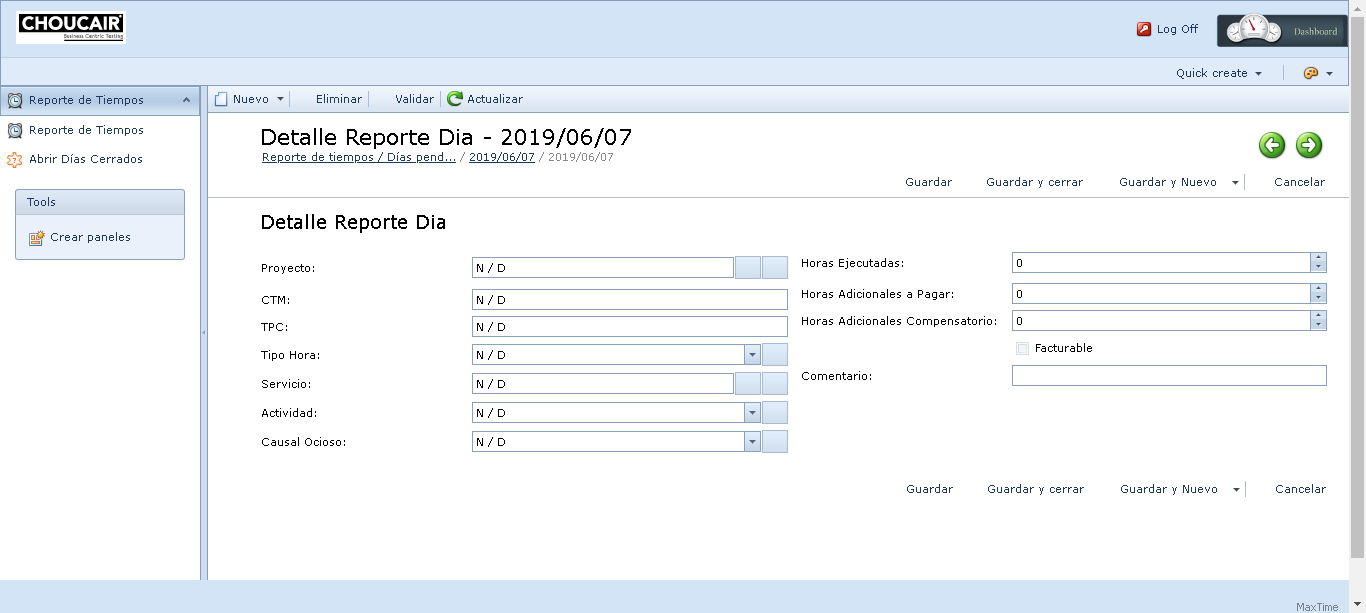 CHOUCAIR
Business Centric Testing
Log Off
Dashboard
Quick create
Reporte de Tiempos
Reporte de Tiempos
Abrir Días Cerrados
Tools
Crear paneles
Nuevo Eliminar Validar Actualizar
Detalle Reporte Dia - 2019/06/07
Reporte de tiempos / Días pend... / 2019/06/07 / 2019/06/07
Guardar Guardar y cerrar Guardar y Nuevo Cancelar
Detalle Reporte Dia
Proyecto: N / D
CTM: N / D
TPC: N / D
Tipo Hora: N / D
Servicio: N / D
Actividad: N / D
Causal Ocioso: N / D
Horas Ejecutadas: 0
Horas Adicionales a Pagar: 0
Horas Adicionales Compensatorio: 0
Facturable
Comentario:
Guardar Guardar y cerrar Guardar y Nuevo Cancelar
MaxTime